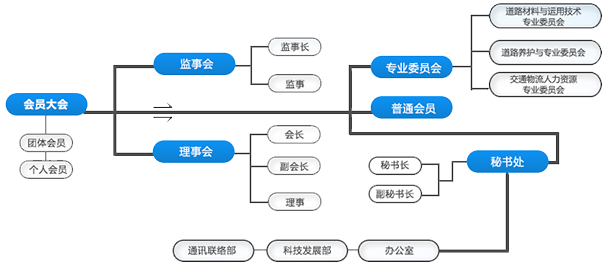 道路材料与运用技术
专业委员会
监事长
监事会
道路养护与专业委员会
专业委员会
监事
交通物流人力资源
专业委员会
会员大会
普通会员
会长
团体会员
理事会
副会长
秘书长
秘书处
个人会员
副秘书长
理事
通讯联络部
科技发展部
办公室